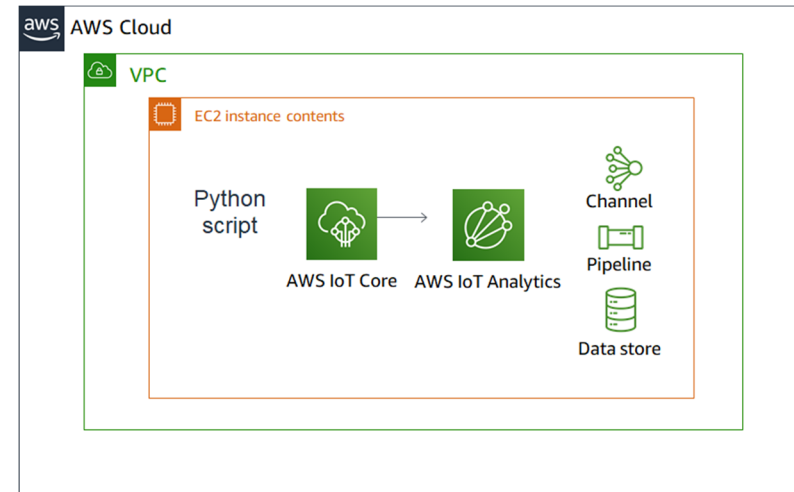 aws
AWS Cloud
VPC
EC2 instance contents
Python
script
AWS IoT Core
AWS IoT Analytics
Channel
Pipeline
Data store